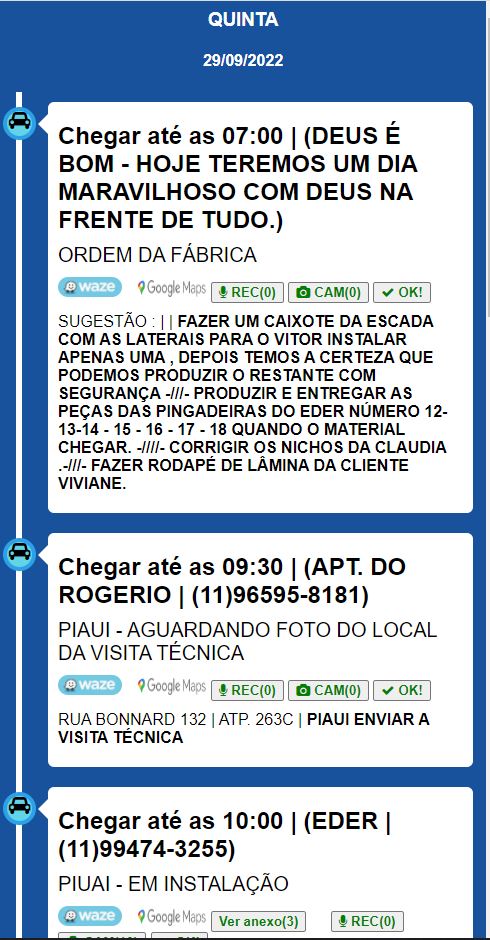 QUINTA
29/09/2022
Chegar até as 07:00 | (DEUS É
BOM - HOJE TEREMOS UM DIA
MARAVILHOSO COM DEUS NA
FRENTE DE TUDO.)
ORDEM DA FÁBRICA
waze Google Maps REC(0) CAM(0) OK!
SUGESTÃO : | | FAZER UM CAIXOTE DA ESCADA
COM AS LATERAIS PARA O VITOR INSTALAR
APENAS UMA , DEPOIS TEMOS A CERTEZA QUE
PODEMOS PRODUZIR O RESTANTE COM
SEGURANÇA -///- PRODUZIR E ENTREGAR AS
PEÇAS DAS PINGADEIRAS DO EDER NÚMERO 12-
13-14 - 15 - 16 - 17 - 18 QUANDO O MATERIAL
CHEGAR. -////- CORRIGIR OS NICHOS DA CLAUDIA
.-///- FAZER RODAPÉ DE LÂMINA DA CLIENTE
VIVIANE.
Chegar até as 09:30 | (APT. DO
ROGERIO | (11)96595-8181)
PIAUI - AGUARDANDO FOTO DO LOCAL
DA VISITA TÉCNICA
waze Google Maps REC(0) CAM(0) OK!
RUA BONNARD 132 | ATP. 263C | PIAUI ENVIAR A
VISITA TÉCNICA
Chegar até as 10:00 | (EDER |
(11)99474-3255)
PIUAI - EM INSTALAÇÃO
waze Google Maps Ver anexo(3) REC(0)